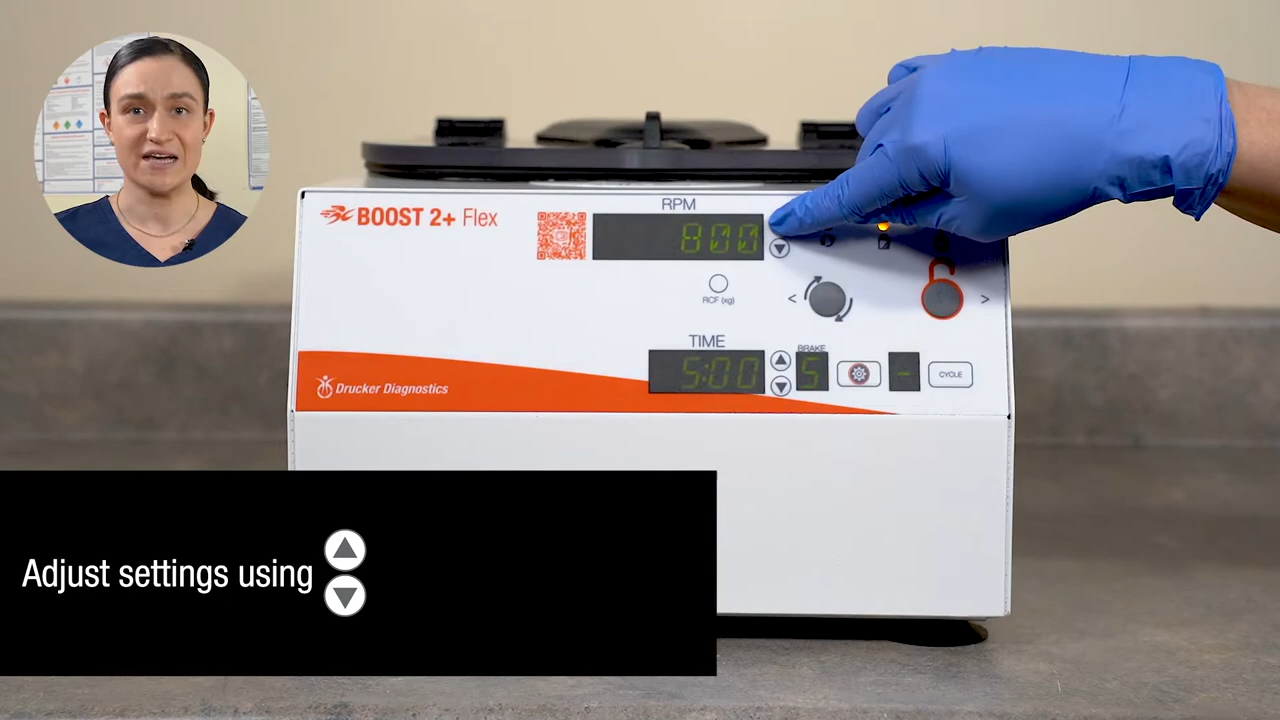 RPM
BOOST 2+ Flex
800
RCF (xg)
< >
TIME
BRAKE
5:00
5
-
CYCLE
Drucker Diagnostics
Adjust settings using